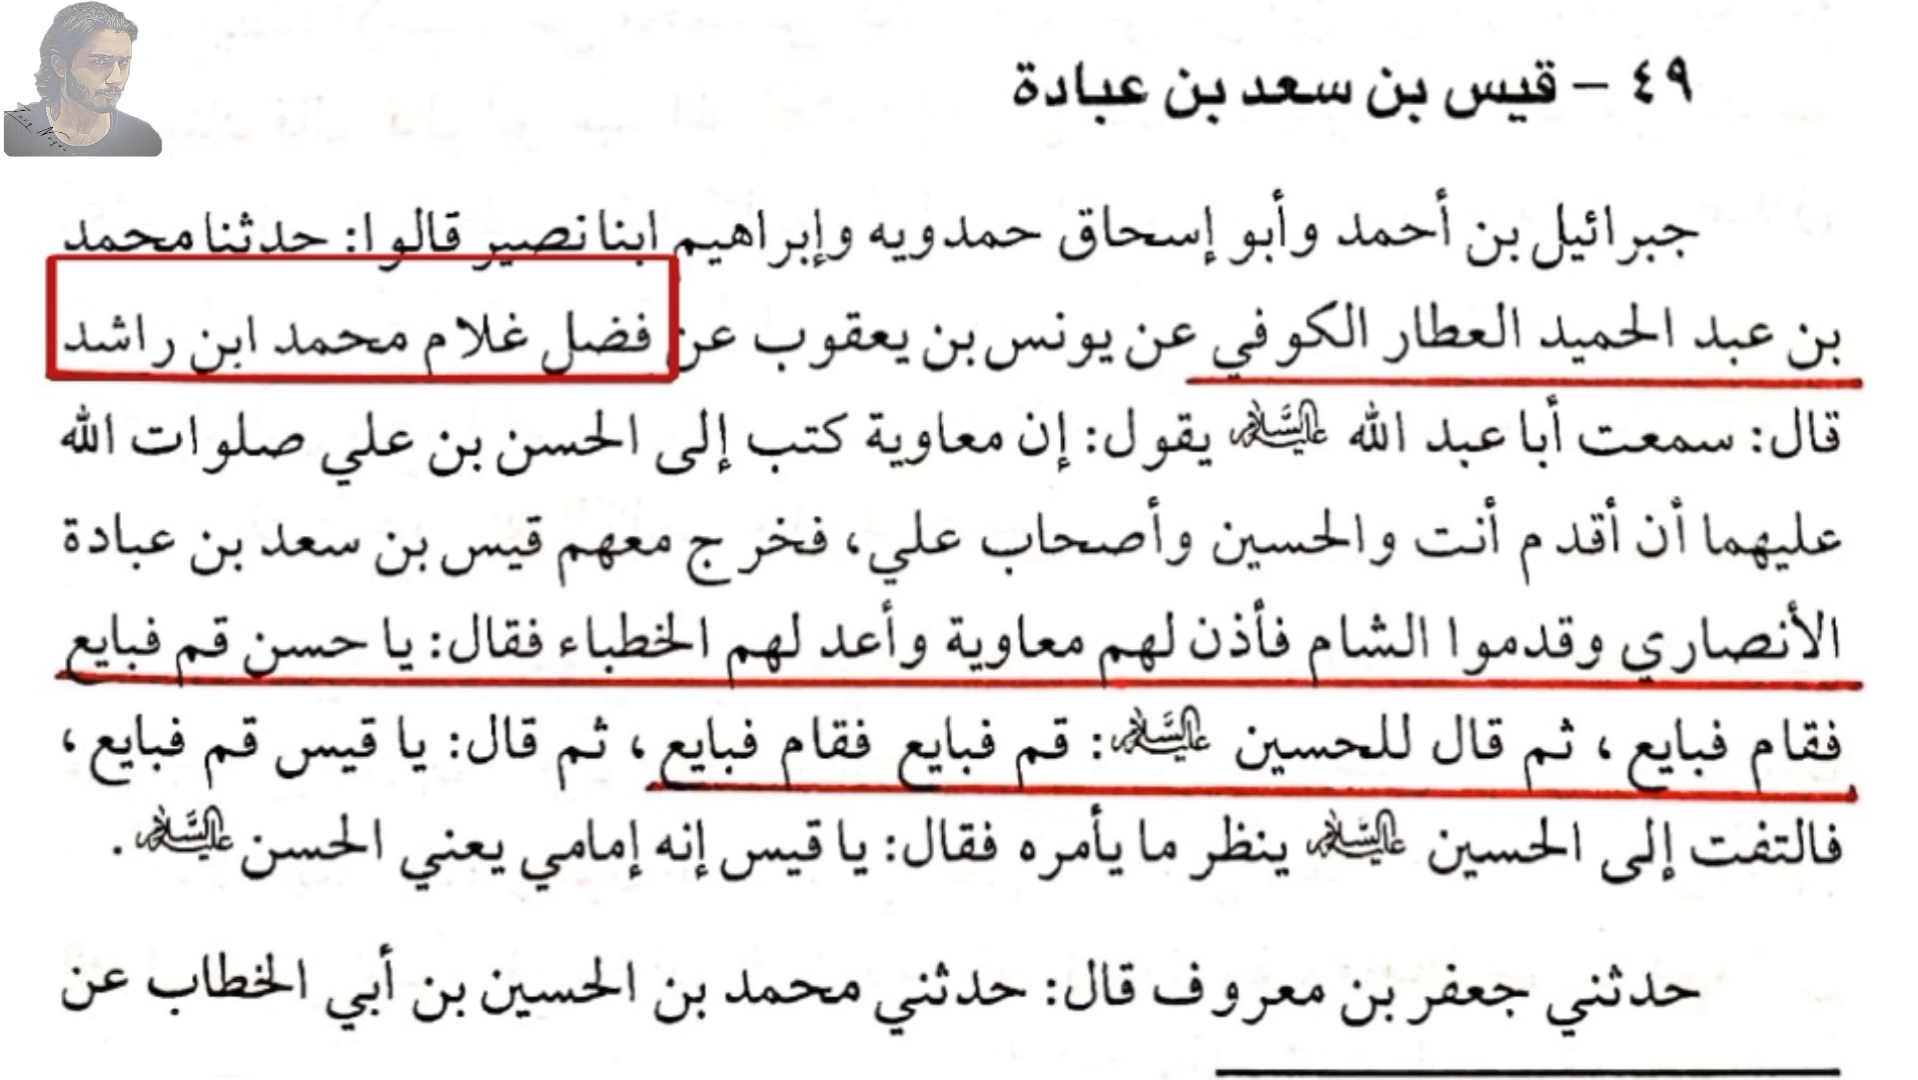 ٤٩ – قيس بن سعد بن عبادة
جبرائيل بن أحمد وأبو إسحاق حمدويه وإبراهيم ابنا نصير قالوا: حدثنا محمد
بن عبد الحميد العطار الكوفي عن يونس بن يعقوب عن فضل غلام محمد ابن راشد
قال: سمعت أبا عبد الله عليه السلام يقول: إن معاوية كتب إلى الحسن بن علي صلوات الله
عليهما أن أقدم أنت والحسين وأصحاب علي، فخرج معهم قيس بن سعد بن عبادة
الأنصاري وقدموا الشام فأذن لهم معاوية وأعد لهم الخطباء فقال: يا حسن قم فبايع
فقام فبايع، ثم قال للحسين عليه السلام: قم فبايع فقام فبايع، ثم قال: يا قيس قم فبايع،
فالتفت إلى الحسين عليه السلام ينظر ما يأمره فقال: يا قيس إنه إمامي يعني الحسن عليه السلام.
حدثني جعفر بن معروف قال: حدثني محمد بن الحسين بن أبي الخطاب عن